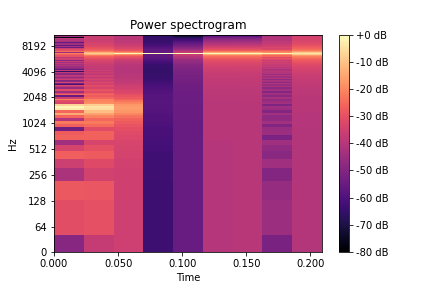 Power spectrogram
8192
4096
2048
1024
512
256
128
64
0
Hz
0.000 0.050 0.100 0.150 0.200
Time
+0 dB
-10 dB
-20 dB
-30 dB
-40 dB
-50 dB
-60 dB
-70 dB
-80 dB